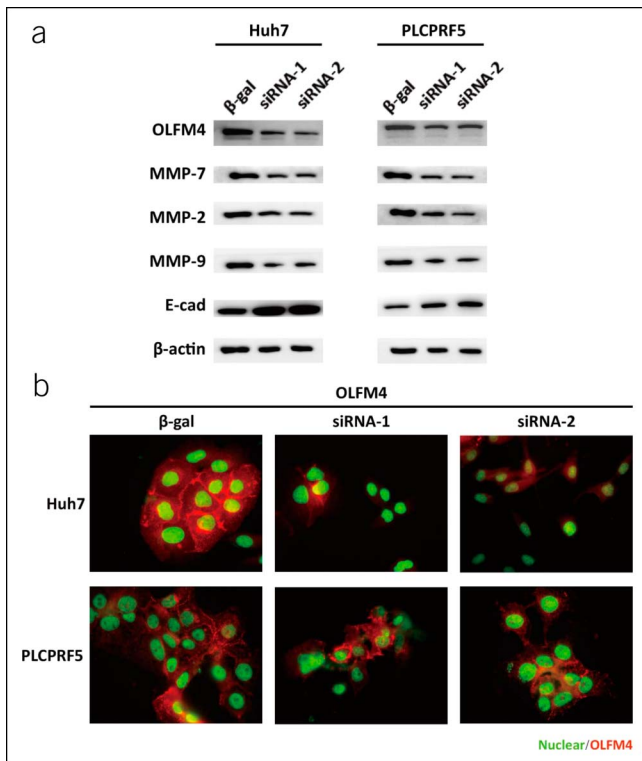 a
Huh7 PLCPRF5
β-gal siRNA-1 siRNA-2 β-gal siRNA-1 siRNA-2
OLFM4
MMP-7
MMP-2
MMP-9
E-cad
β-actin
b
OLFM4
β-gal siRNA-1 siRNA-2
Huh7
PLCPRF5
Nuclear/OLFM4